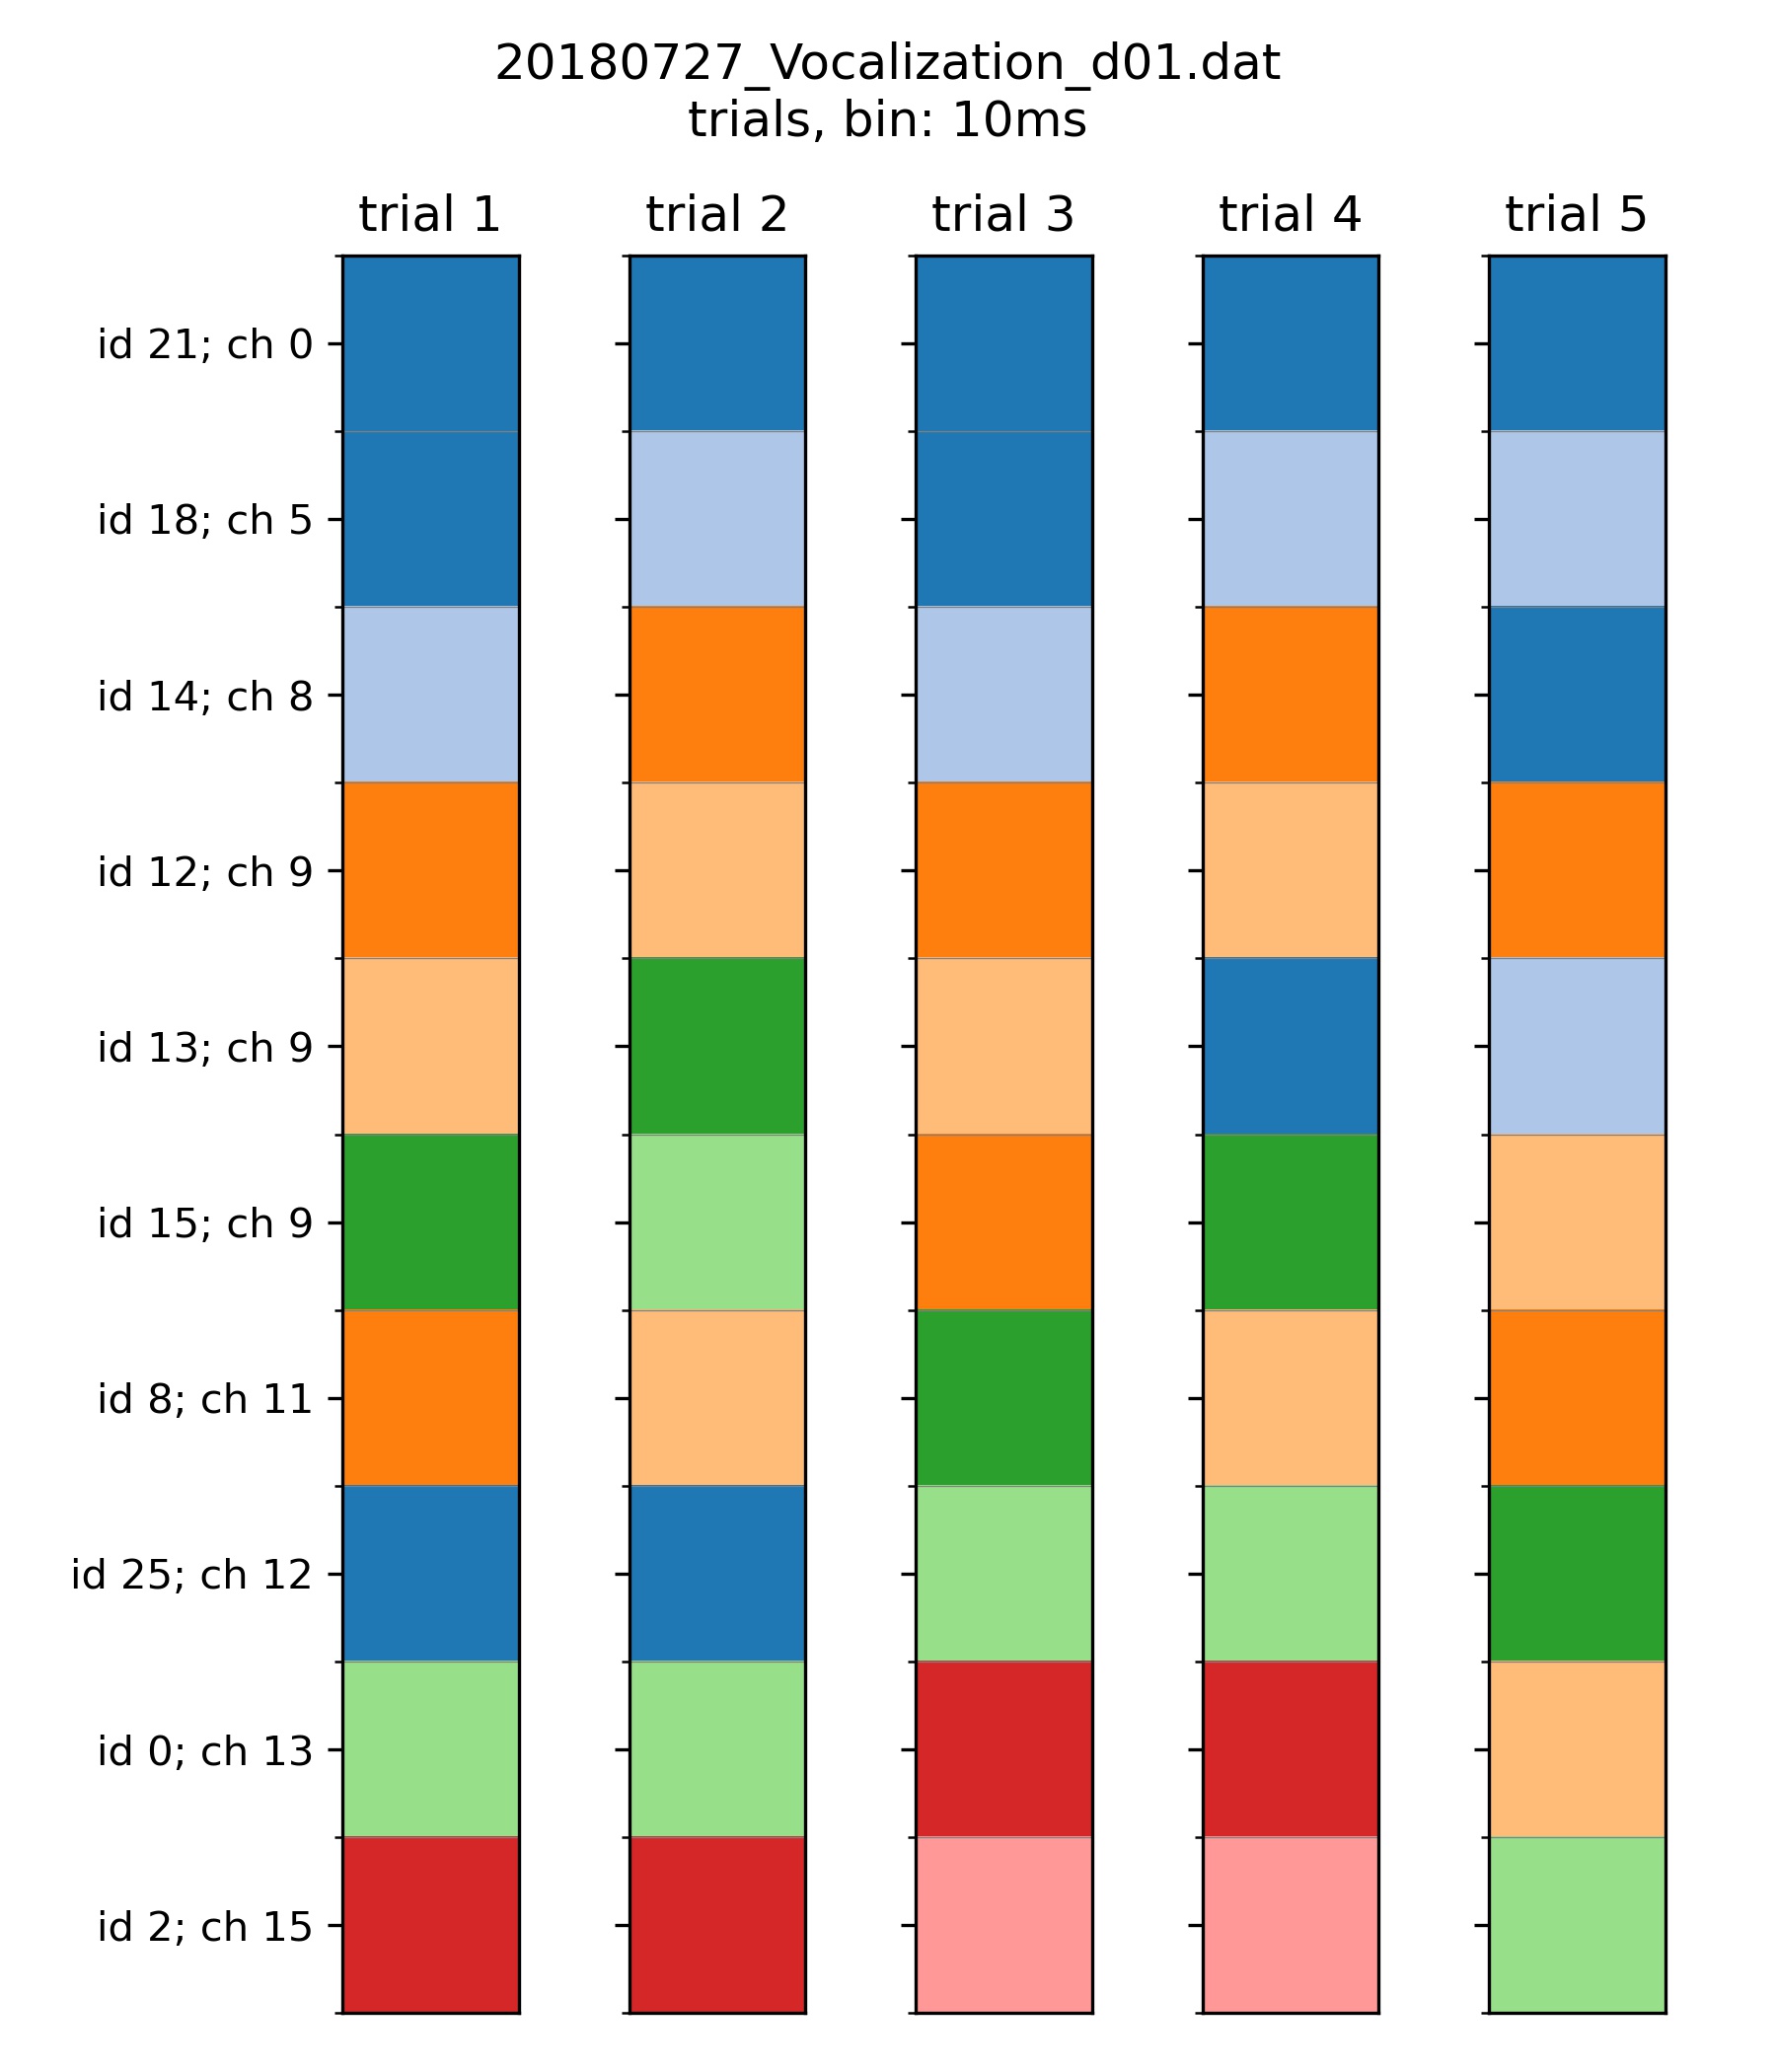 20180727_Vocalization_d01.dat
trials, bin: 10ms
trial 1 trial 2 trial 3 trial 4 trial 5
id 21; ch 0
id 18; ch 5
id 14; ch 8
id 12; ch 9
id 13; ch 9
id 15; ch 9
id 8; ch 11
id 25; ch 12
id 0; ch 13
id 2; ch 15